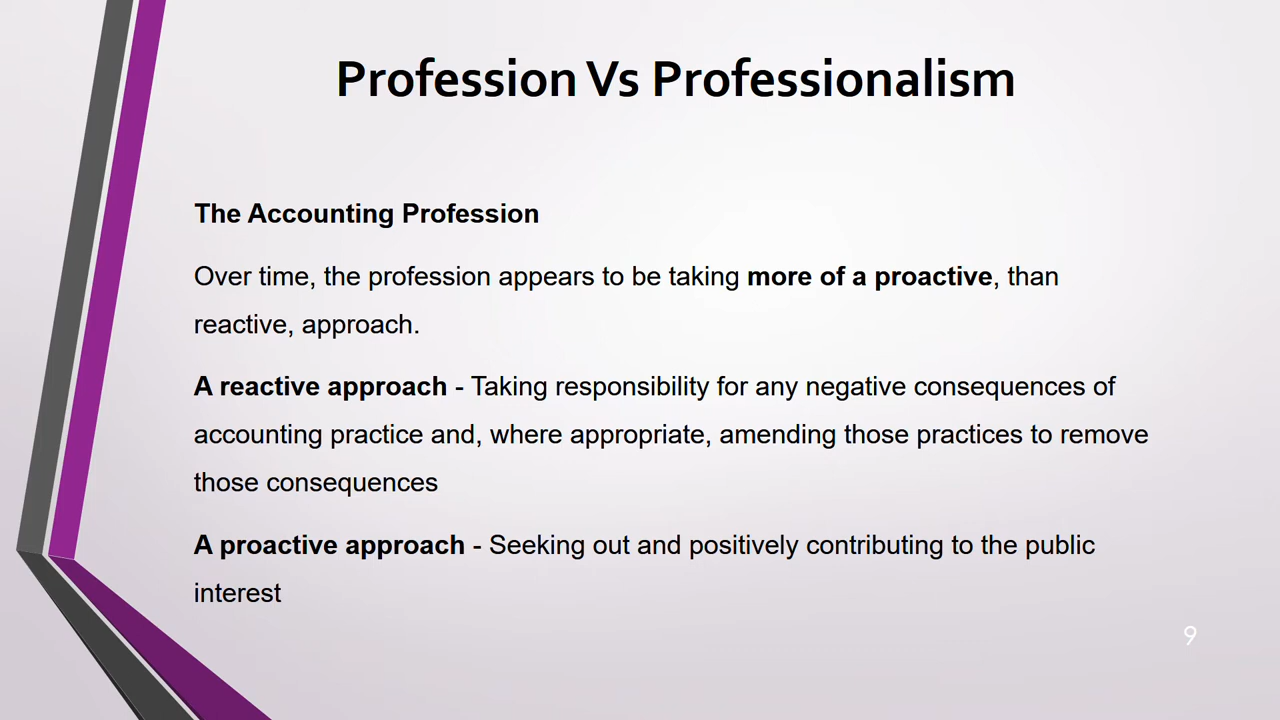 Profession Vs Professionalism
The Accounting Profession
Over time, the profession appears to be taking more of a proactive, than
reactive, approach.
A reactive approach - Taking responsibility for any negative consequences of
accounting practice and, where appropriate, amending those practices to remove
those consequences
A proactive approach - Seeking out and positively contributing to the public
interest
9